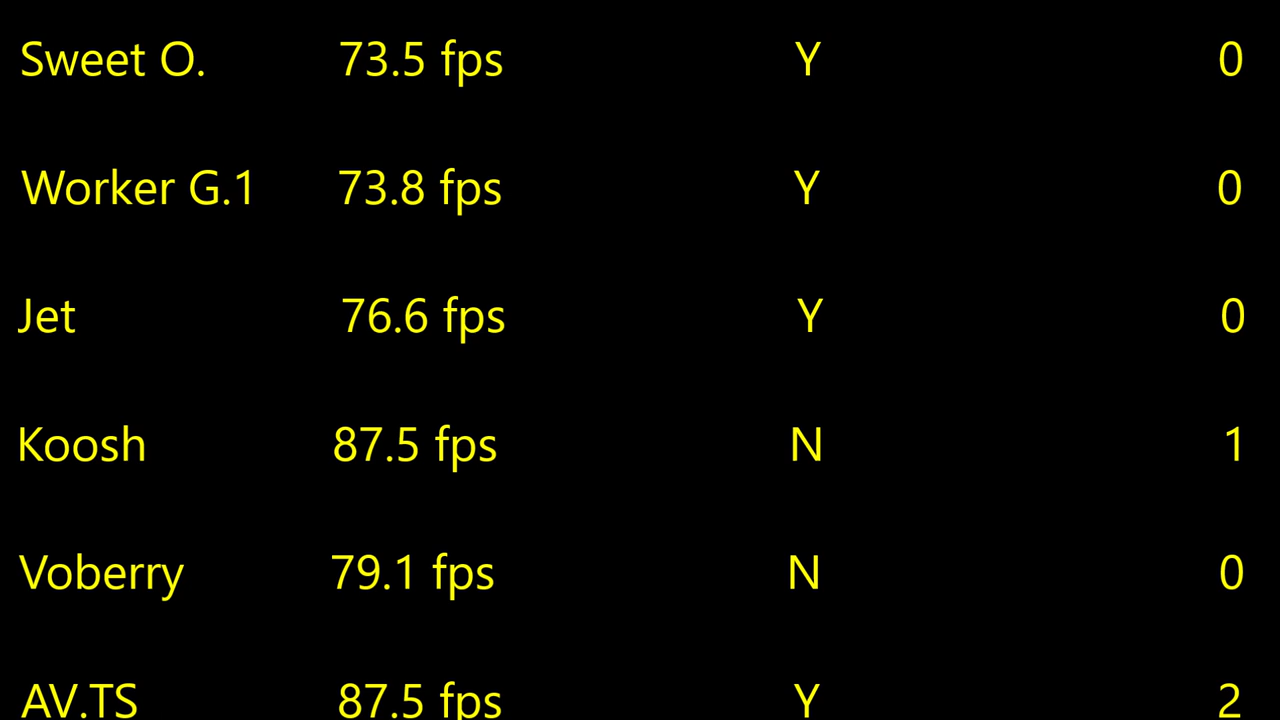 Sweet O. 73.5 fps Y 0
Worker G.1 73.8 fps Y 0
Jet 76.6 fps Y 0
Koosh 87.5 fps N 1
Voberry 79.1 fps N 0
AV.TS 87.5 fps Y 2